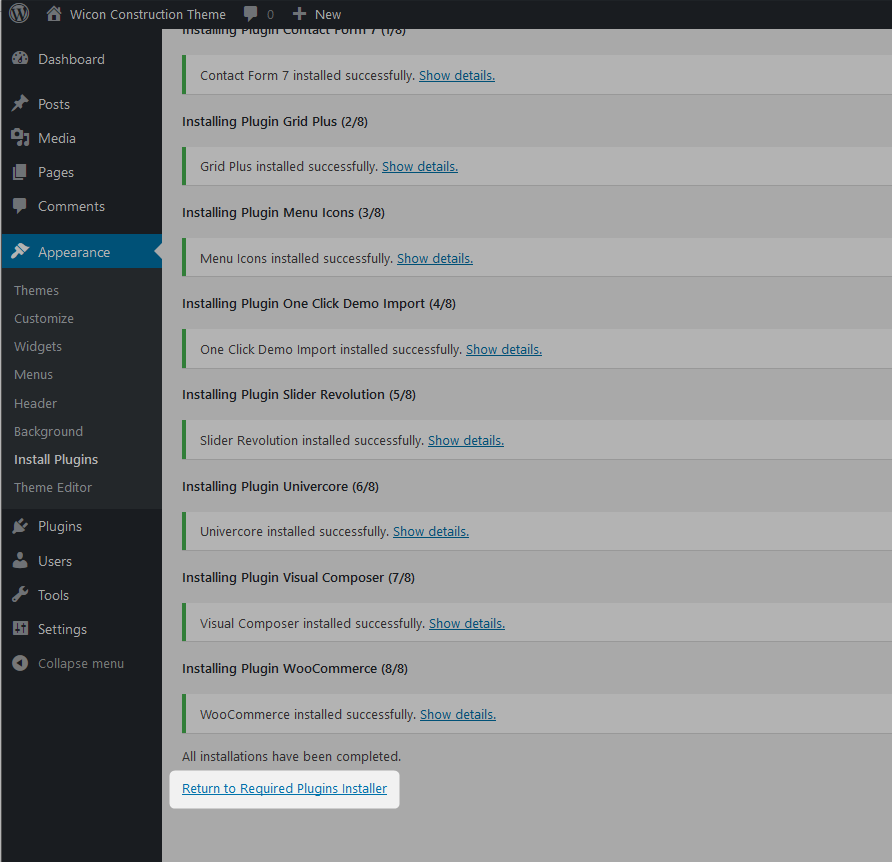 Wicon Construction Theme 0 New
Dashboard
Posts
Media
Pages
Comments
Appearance
Themes
Customize
Widgets
Menus
Header
Background
Install Plugins
Theme Editor
Plugins
Users
Tools
Settings
Collapse menu
Installing Plugin Contact Form 7 (1/8)
Contact Form 7 installed successfully. Show details.
Installing Plugin Grid Plus (2/8)
Grid Plus installed successfully. Show details.
Installing Plugin Menu Icons (3/8)
Menu Icons installed successfully. Show details.
Installing Plugin One Click Demo Import (4/8)
One Click Demo Import installed successfully. Show details.
Installing Plugin Slider Revolution (5/8)
Slider Revolution installed successfully. Show details.
Installing Plugin Univercore (6/8)
Univercore installed successfully. Show details.
Installing Plugin Visual Composer (7/8)
Visual Composer installed successfully. Show details.
Installing Plugin WooCommerce (8/8)
WooCommerce installed successfully. Show details.
All installations have been completed.
Return to Required Plugins Installer